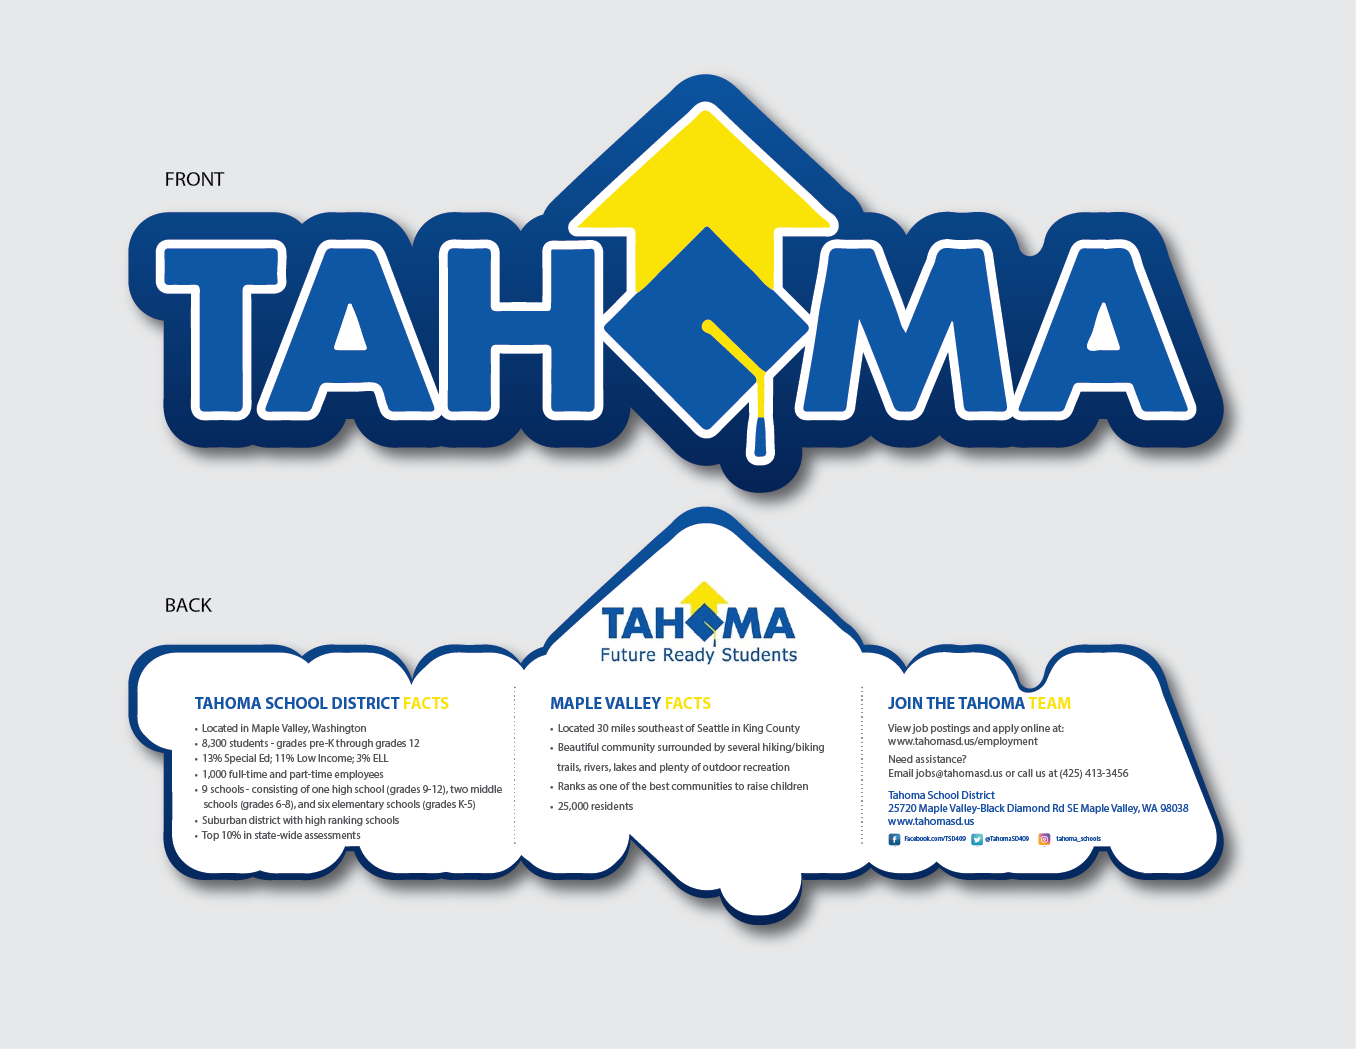 FRONT
TAHOMA
BACK
TAHOMA
Future Ready Students
TAHOMA SCHOOL DISTRICT FACTS
• Located in Maple Valley, Washington
• 8,300 students - grades pre-K through grades 12
• 13% Special Ed; 11% Low Income; 3% ELL
• 1,000 full-time and part-time employees
• 9 schools - consisting of one high school (grades 9-12), two middle
schools (grades 6-8), and six elementary schools (grades K-5)
• Suburban district with high ranking schools
• Top 10% in state-wide assessments
MAPLE VALLEY FACTS
• Located 30 miles southeast of Seattle in King County
• Beautiful community surrounded by several hiking/biking
trails, rivers, lakes and plenty of outdoor recreation
• Ranks as one of the best communities to raise children
• 25,000 residents
JOIN THE TAHOMA TEAM
View job postings and apply online at:
www.tahomasd.us/employment
Need assistance?
Email jobs@tahomasd.us or call us at (425) 413-3456
Tahoma School District
25720 Maple Valley-Black Diamond Rd SE Maple Valley, WA 98038
www.tahomasd.us
Facebook.com/TSD409 @TahomaSD409 tahoma_schools